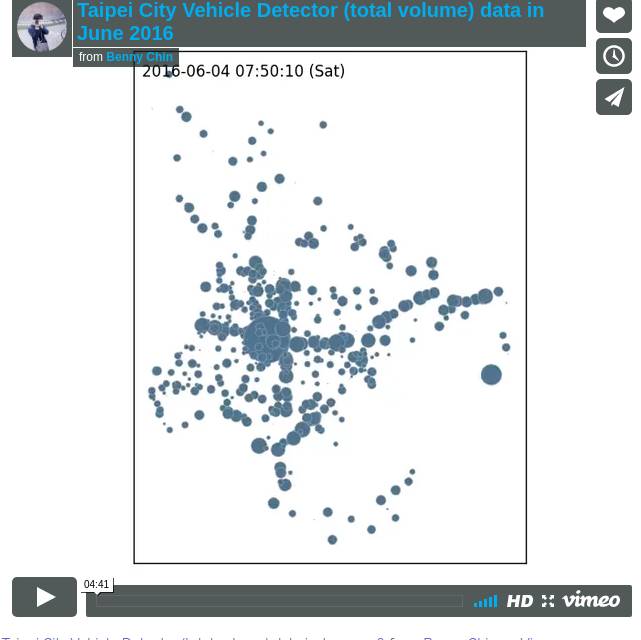 Taipei City Vehicle Detector (total volume) data in
June 2016
from Benny Chin
2016-06-04 07:50:10 (Sat)
04:41
HD
vimeo